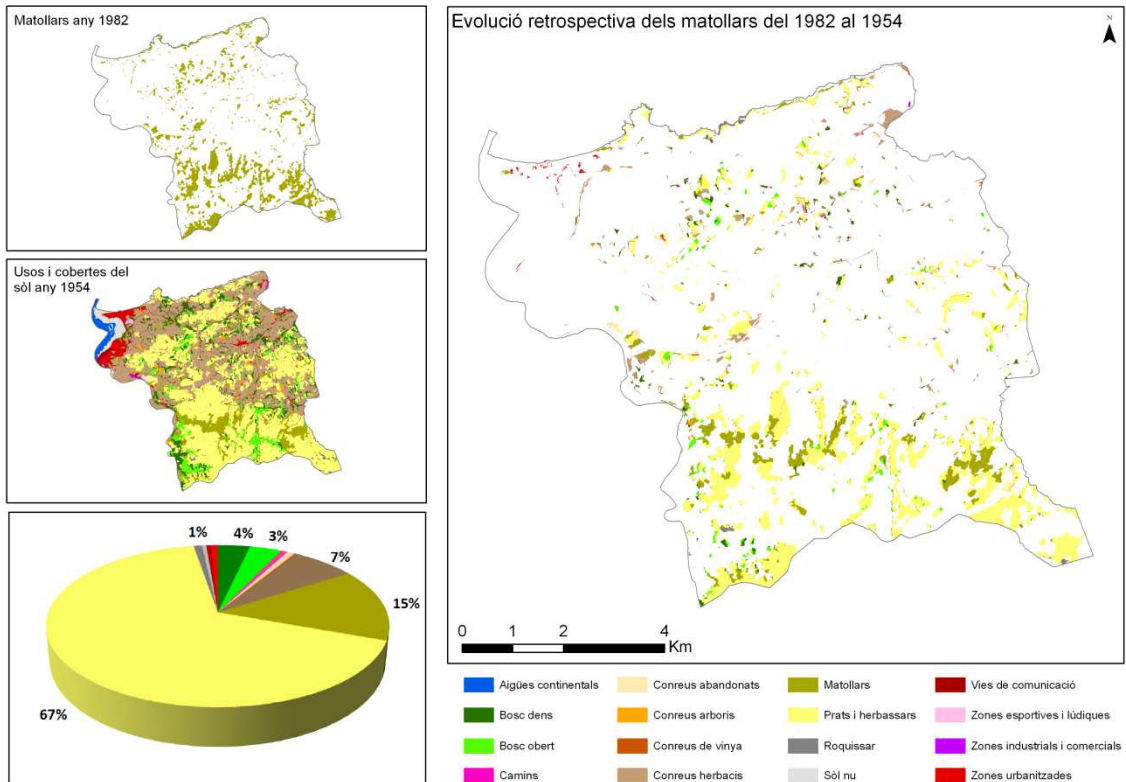 Matollars any 1982
Usos i cobertes del
sòl any 1954
1%
4%
3%
7%
15%
67%
Evolució retrospectiva dels matollars del 1982 al 1954
N
0 1 2 4
Km
Aigües continentals
Bosc dens
Bosc obert
Camins
Conreus abandonats
Conreus arboris
Conreus de vinya
Conreus herbacis
Matollars
Prats i herbassars
Roquissar
Sòl nu
Vies de comunicació
Zones esportives i lúdiques
Zones industrials i comercials
Zones urbanitzades